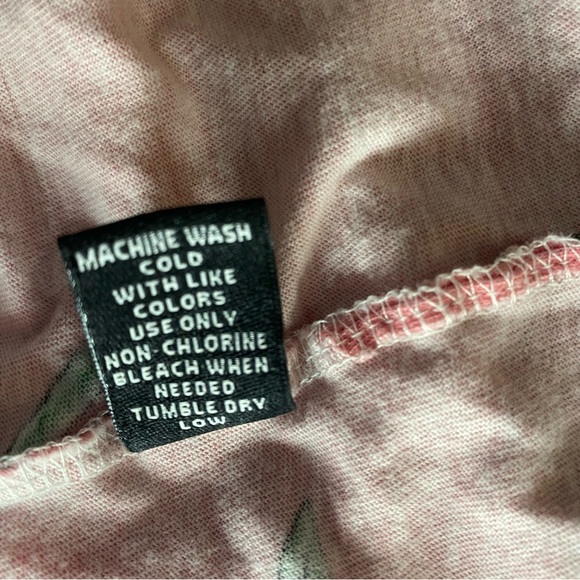 MACHINE WASH
COLD
WITH LIKE
COLORS
USE ONLY
NON-CHLORINE
BLEACH WHEN
NEEDED
TUMBLE DRY
LOW